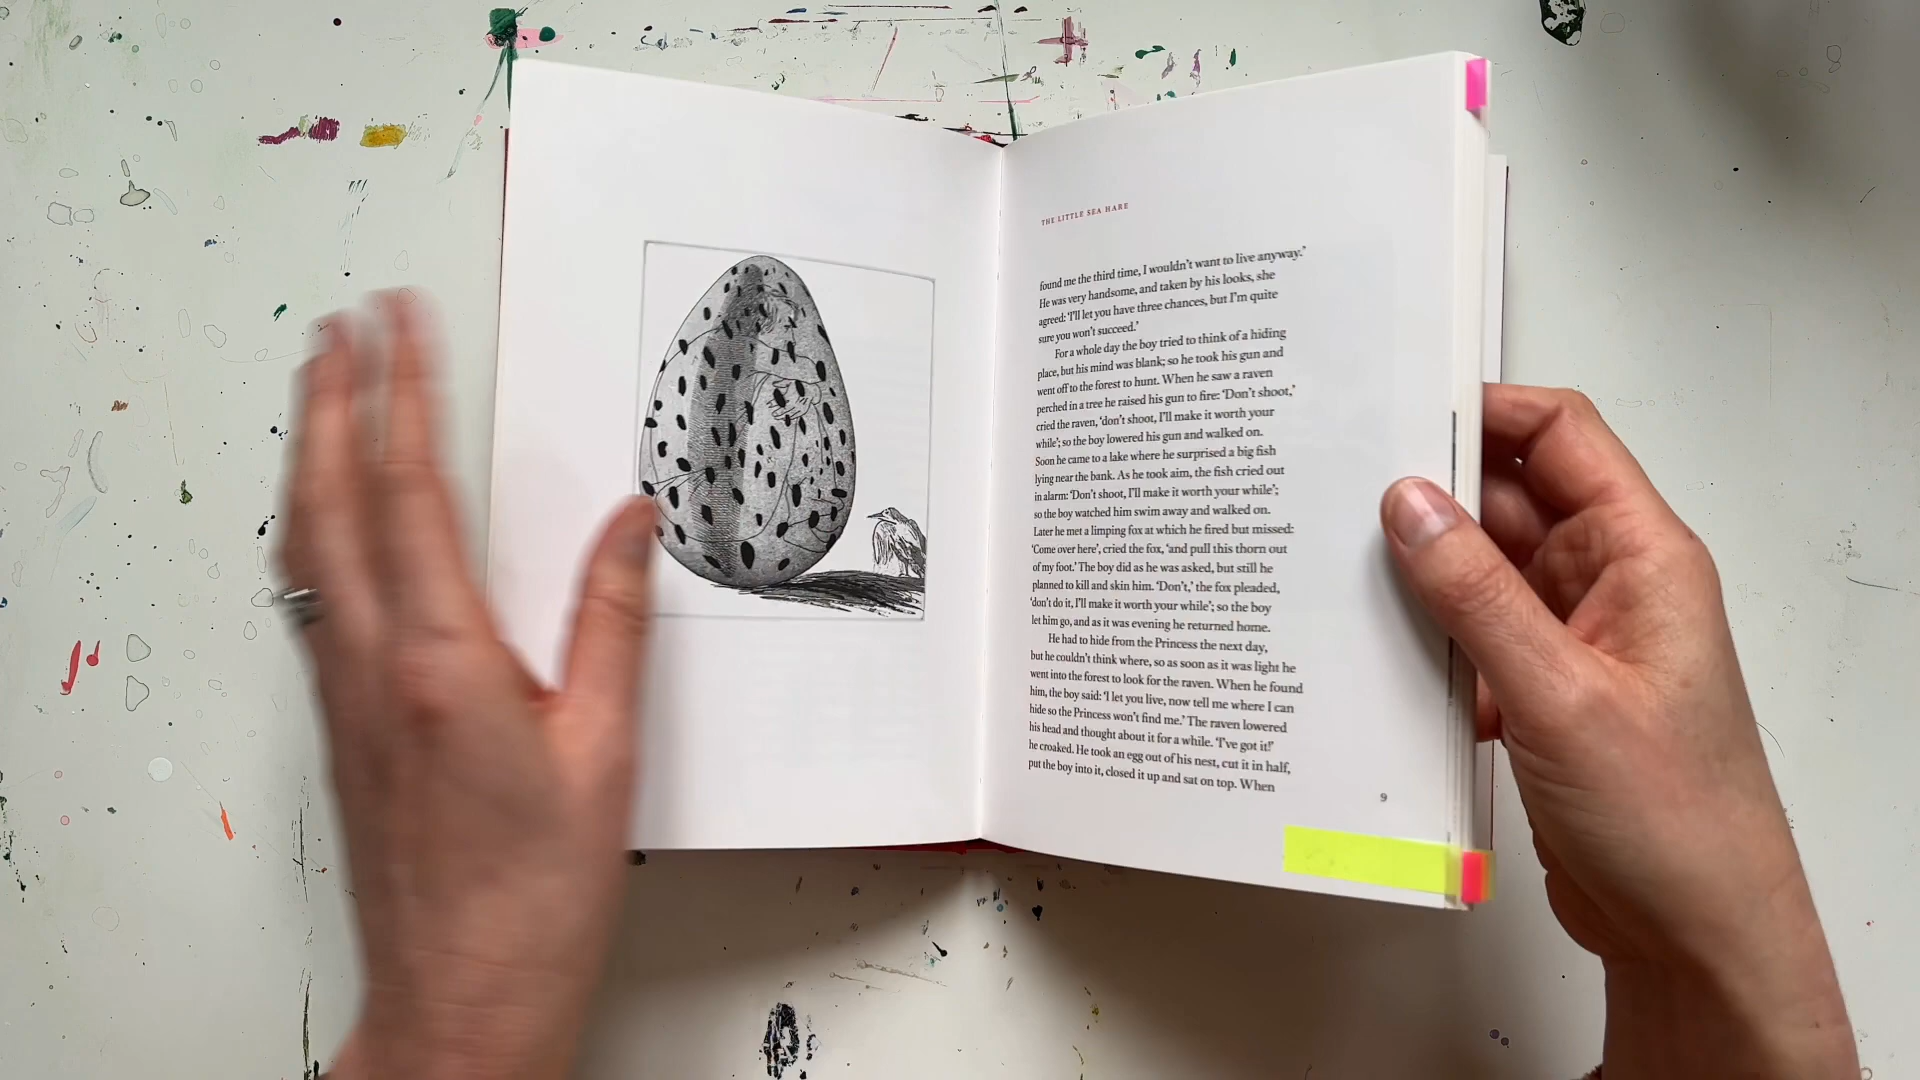 THE LITTLE SEA HARE
found me the third time, I wouldn't want to live anyway.'
He was very handsome, and taken by his looks, she
agreed: 'I'll let you have three chances, but I'm quite
sure you won't succeed.'
For a whole day the boy tried to think of a hiding
place, but his mind was blank; so he took his gun and
went off to the forest to hunt. When he saw a raven
perched in a tree he raised his gun to fire: 'Don't shoot,'
cried the raven, 'don't shoot, I'll make it worth your
while'; so the boy lowered his gun and walked on.
Soon he came to a lake where he surprised a big fish
lying near the bank. As he took aim, the fish cried out
in alarm: 'Don't shoot, I'll make it worth your while';
so the boy watched him swim away and walked on.
Later he met a limping fox at which he fired but missed:
'Come over here', cried the fox, 'and pull this thorn out
of my foot.' The boy did as he was asked, but still he
planned to kill and skin him. 'Don't,' the fox pleaded,
'don't do it, I'll make it worth your while'; so the boy
let him go, and as it was evening he returned home.
He had to hide from the Princess the next day,
but he couldn't think where, so as soon as it was light he
went into the forest to look for the raven. When he found
him, the boy said: 'I let you live, now tell me where I can
hide so the Princess won't find me.' The raven lowered
his head and thought about it for a while. 'I've got it!'
he croaked. He took an egg out of his nest, cut it in half,
put the boy into it, closed it up and sat on top. When
9